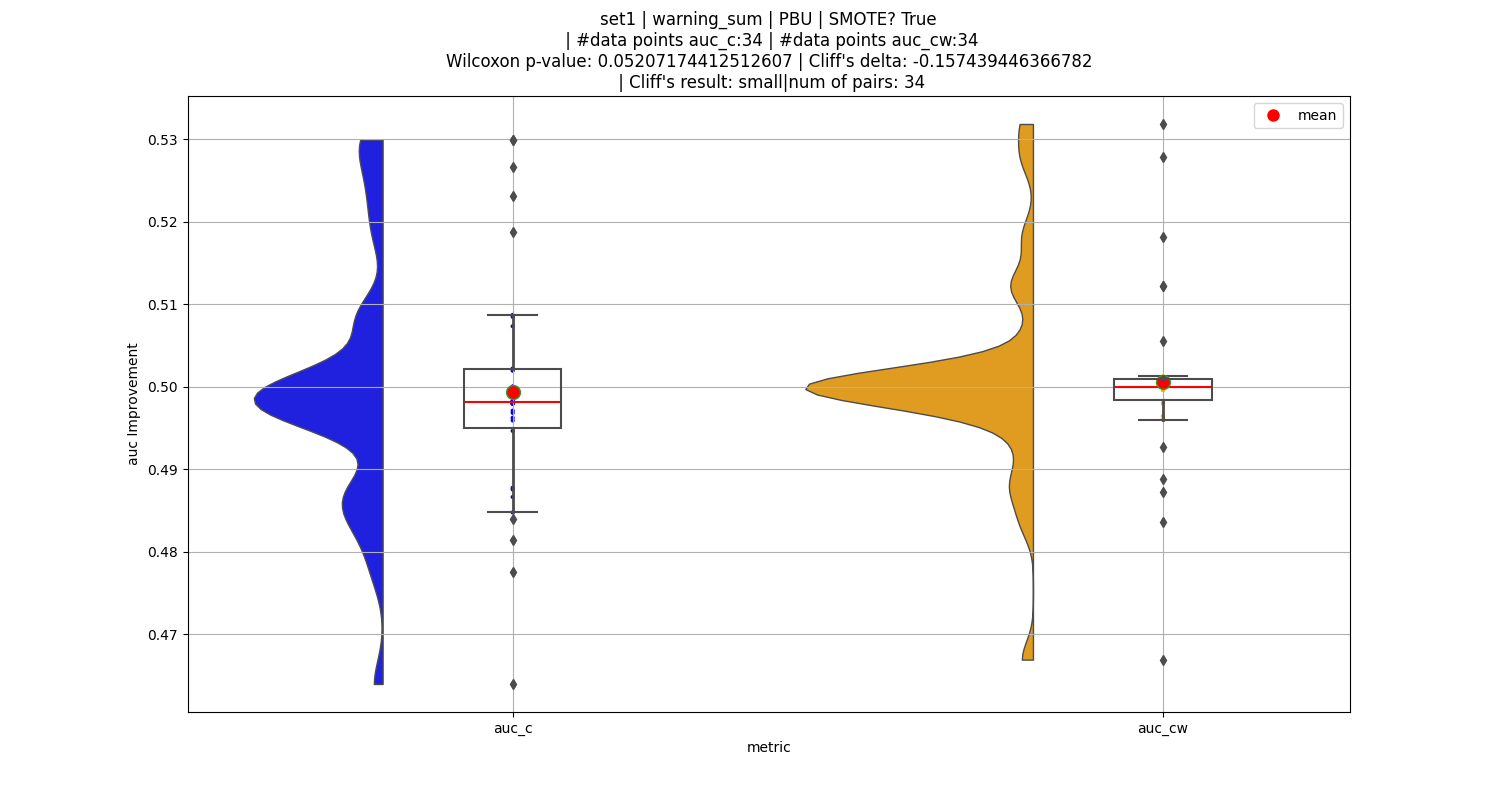 set1 | warning_sum | PBU | SMOTE? True
| #data points auc_c:34 | #data points auc_cw:34
Wilcoxon p-value: 0.05207174412512607 | Cliff's delta: -0.157439446366782
| Cliff's result: small|num of pairs: 34
mean
0.53
0.52
0.51
0.50
0.49
0.48
0.47
auc Improvement
auc_c
auc_cw
metric